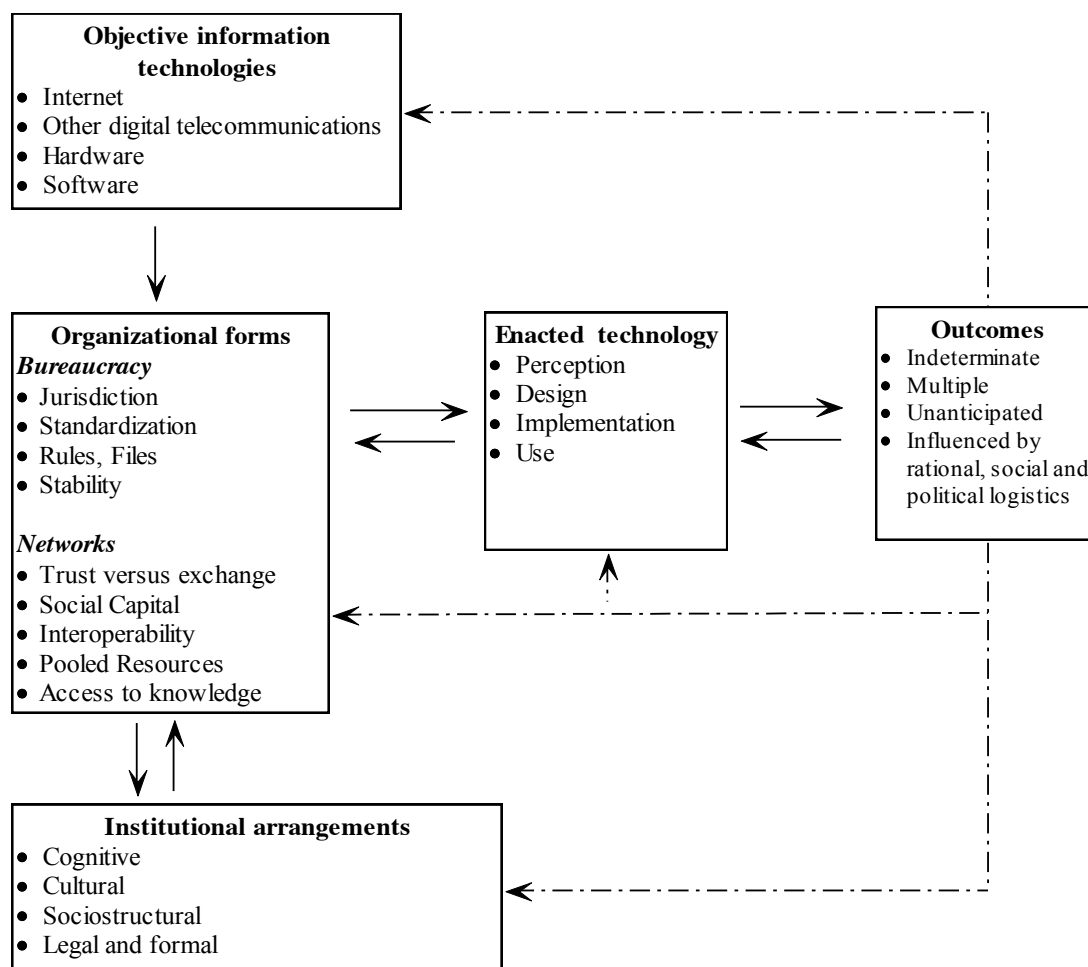 Objective information
technologies
• Internet
• Other digital telecommunications
• Hardware
• Software
Organizational forms
Bureaucracy
• Jurisdiction
• Standardization
• Rules, Files
• Stability
Networks
• Trust versus exchange
• Social Capital
• Interoperability
• Pooled Resources
• Access to knowledge
Enacted technology
• Perception
• Design
• Implementation
• Use
Outcomes
• Indeterminate
• Multiple
• Unanticipated
• Influenced by
rational, social and
political logistics
Institutional arrangements
• Cognitive
• Cultural
• Sociostructural
• Legal and formal